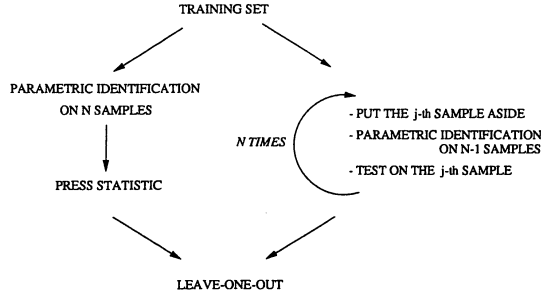 TRAINING SET
PARAMETRIC IDENTIFICATION
ON N SAMPLES
PRESS STATISTIC
N TIMES
- PUT THE j-th SAMPLE ASIDE
- PARAMETRIC IDENTIFICATION
ON N-1 SAMPLES
- TEST ON THE j-th SAMPLE
LEAVE-ONE-OUT